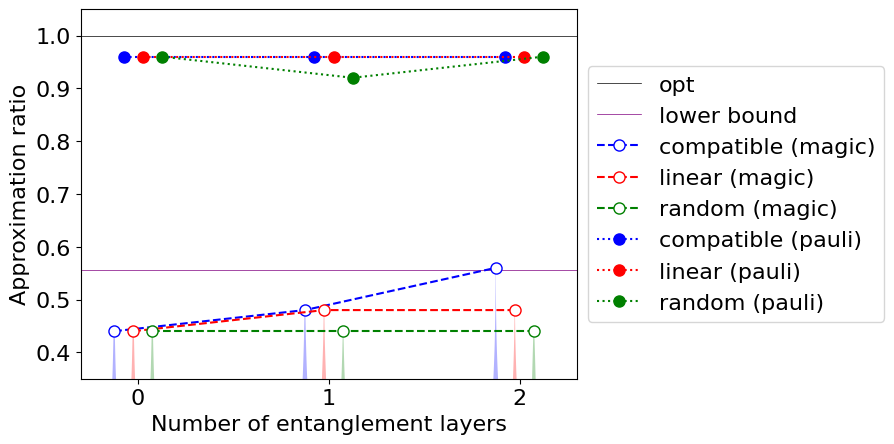 1.0
0.9
0.8
0.7
0.6
0.5
0.4
Approximation ratio
0
1
2
Number of entanglement layers
opt
lower bound
compatible (magic)
linear (magic)
random (magic)
compatible (pauli)
linear (pauli)
random (pauli)